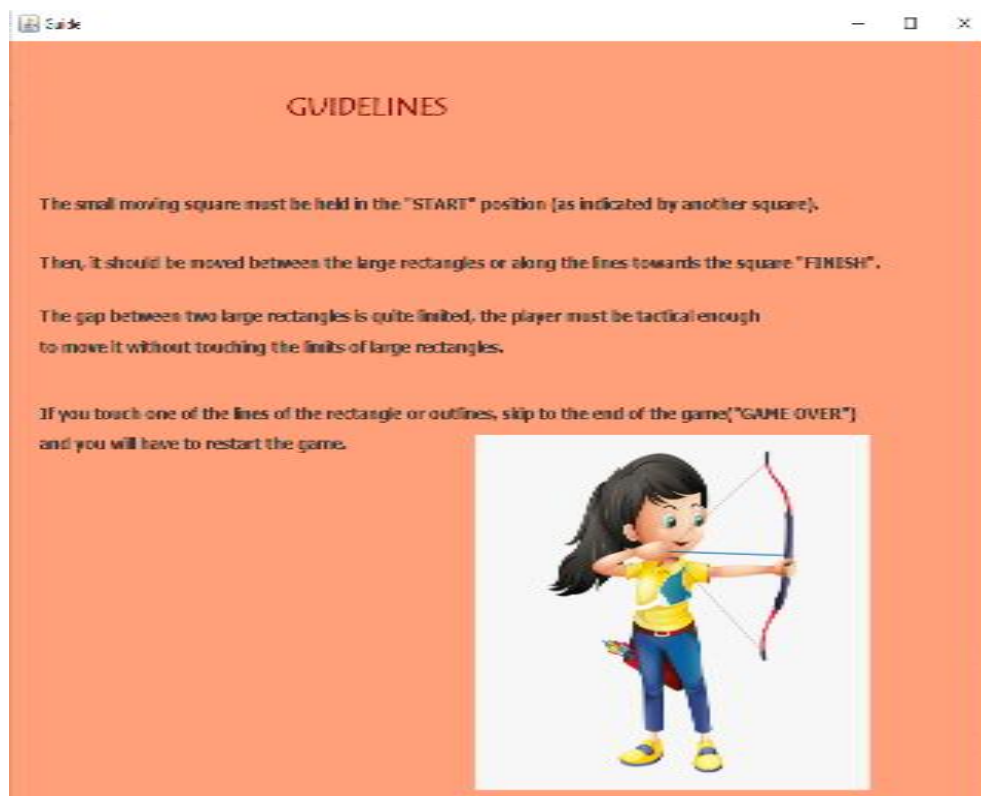 Guide
GUIDELINES
The small moving square must be held in the "START" position (as indicated by another square).
Then, it should be moved between the large rectangles or along the lines towards the square "FINISH".
The gap between two large rectangles is quite limited, the player must be tactical enough
to move it without touching the limits of large rectangles.
If you touch one of the lines of the rectangle or outlines, skip to the end of the game("GAME OVER")
and you will have to restart the game.